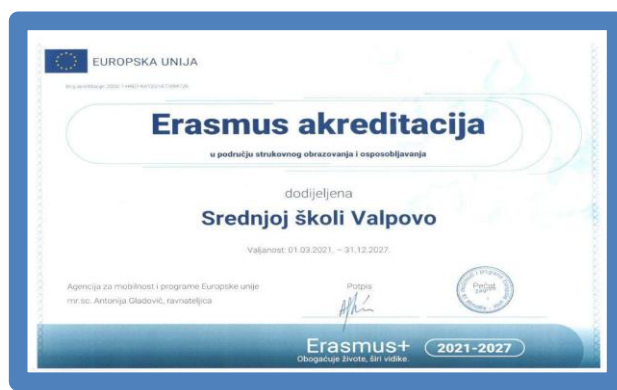 EUROPSKA UNIJA
Erasmus akreditacija
u području strukovnog obrazovanja i osposobljavanja
dodijeljena
Srednjoj školi Valpovo
Valjanost: 01.03.2021. – 31.12.2027.
Agencija za mobilnost i programe Europske unije
mr.sc. Antonija Gladović, ravnateljica
Potpis
Pečat
Erasmus+
2021-2027
Obogaćuje živote, širi vidike.